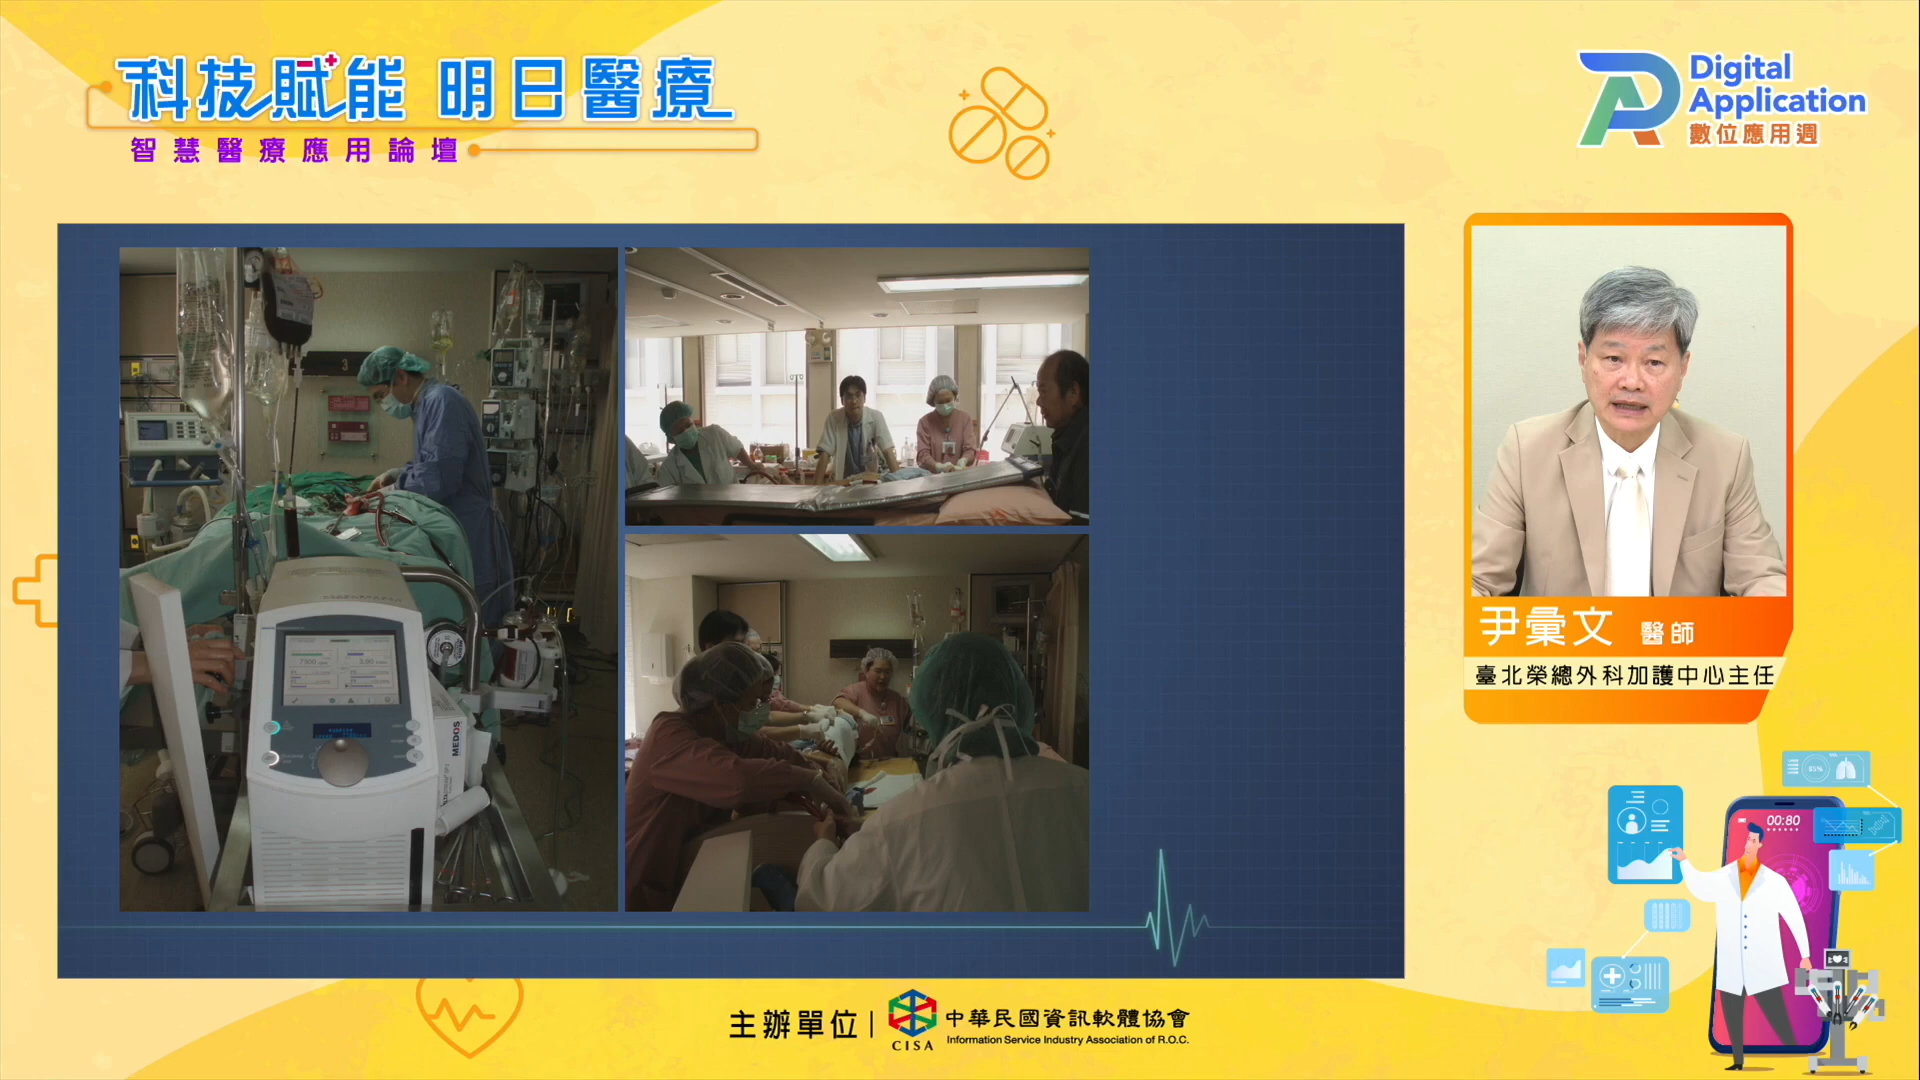 科技賦能 明日醫療
智慧醫療應用論壇
Digital
Application
數位應用週
3
MEDOS
尹彙文 醫師
臺北榮總外科加護中心主任
00:80
主辦單位
CISA
中華民國資訊軟體協會
Information Service Industry Association of R.O.C.